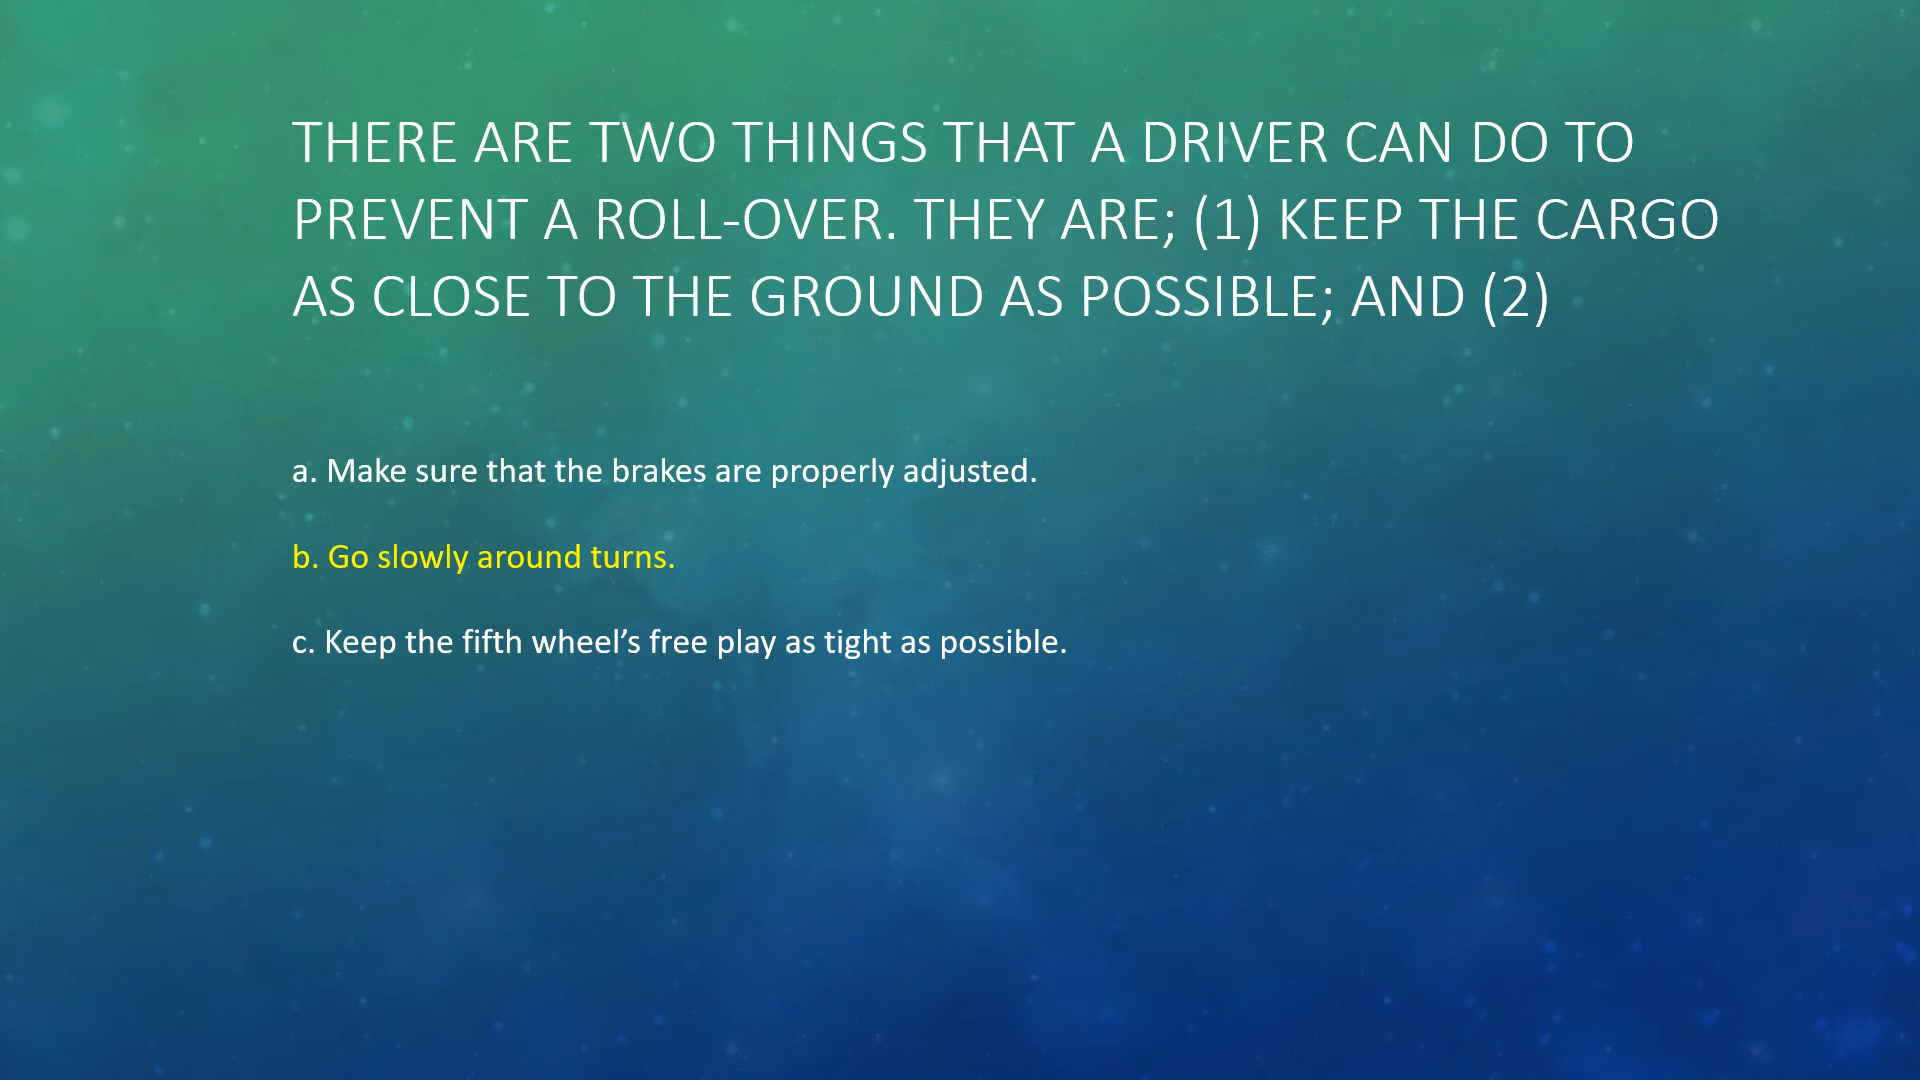 THERE ARE TWO THINGS THAT A DRIVER CAN DO TO
PREVENT A ROLL-OVER. THEY ARE; (1) KEEP THE CARGO
AS CLOSE TO THE GROUND AS POSSIBLE; AND (2)
a. Make sure that the brakes are properly adjusted.
b. Go slowly around turns.
c. Keep the fifth wheel’s free play as tight as possible.